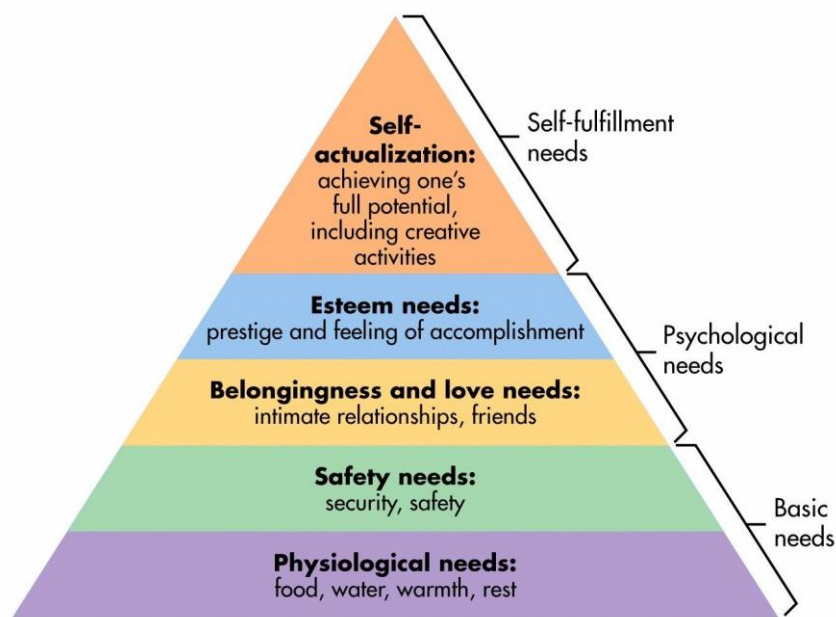 Self-
actualization:
achieving one's
full potential,
including creative
activities
Self-fulfillment
needs
Esteem needs:
prestige and feeling of accomplishment
Psychological
needs
Belongingness and love needs:
intimate relationships, friends
Safety needs:
security, safety
Basic
needs
Physiological needs:
food, water, warmth, rest